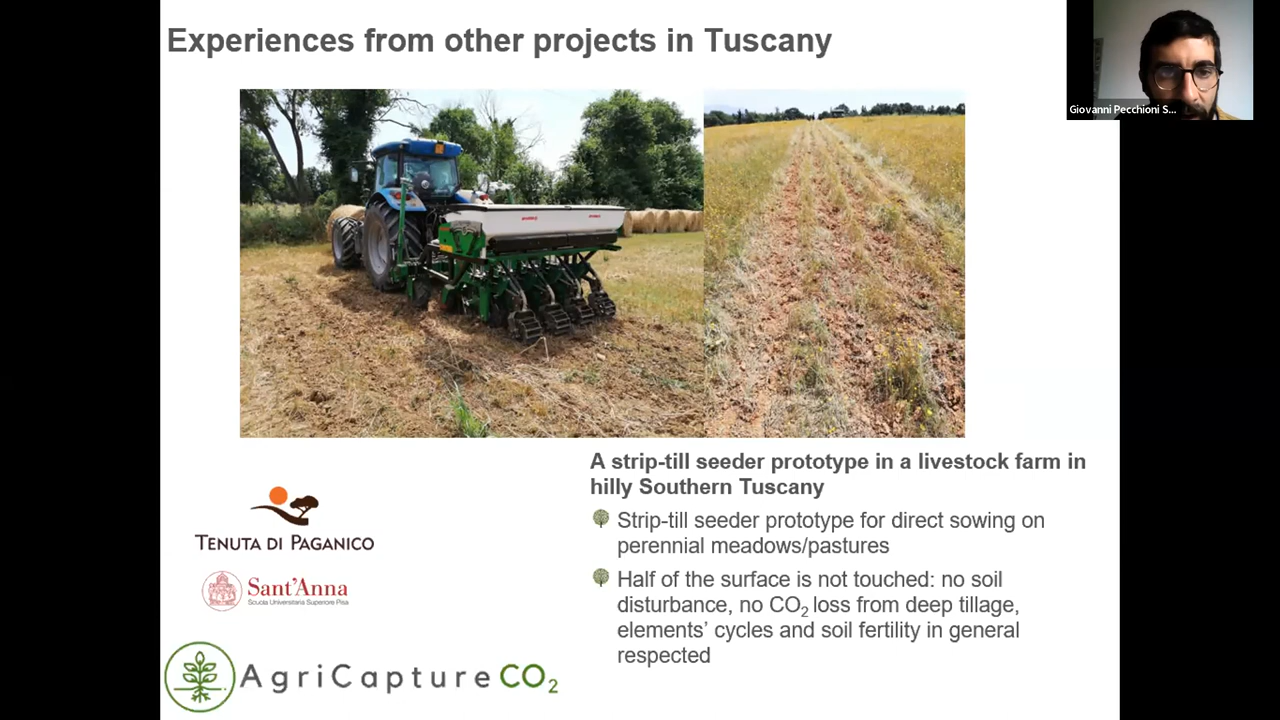 Experiences from other projects in Tuscany
Giovanni Pecchioni S...
A strip-till seeder prototype in a livestock farm in
hilly Southern Tuscany
Strip-till seeder prototype for direct sowing on
perennial meadows/pastures
Half of the surface is not touched: no soil
disturbance, no CO2 loss from deep tillage,
elements’ cycles and soil fertility in general
respected
TENUTA DI PAGANICO
Sant'Anna
Scuola Universitaria Superiore Pisa
AgriCaptureCO2